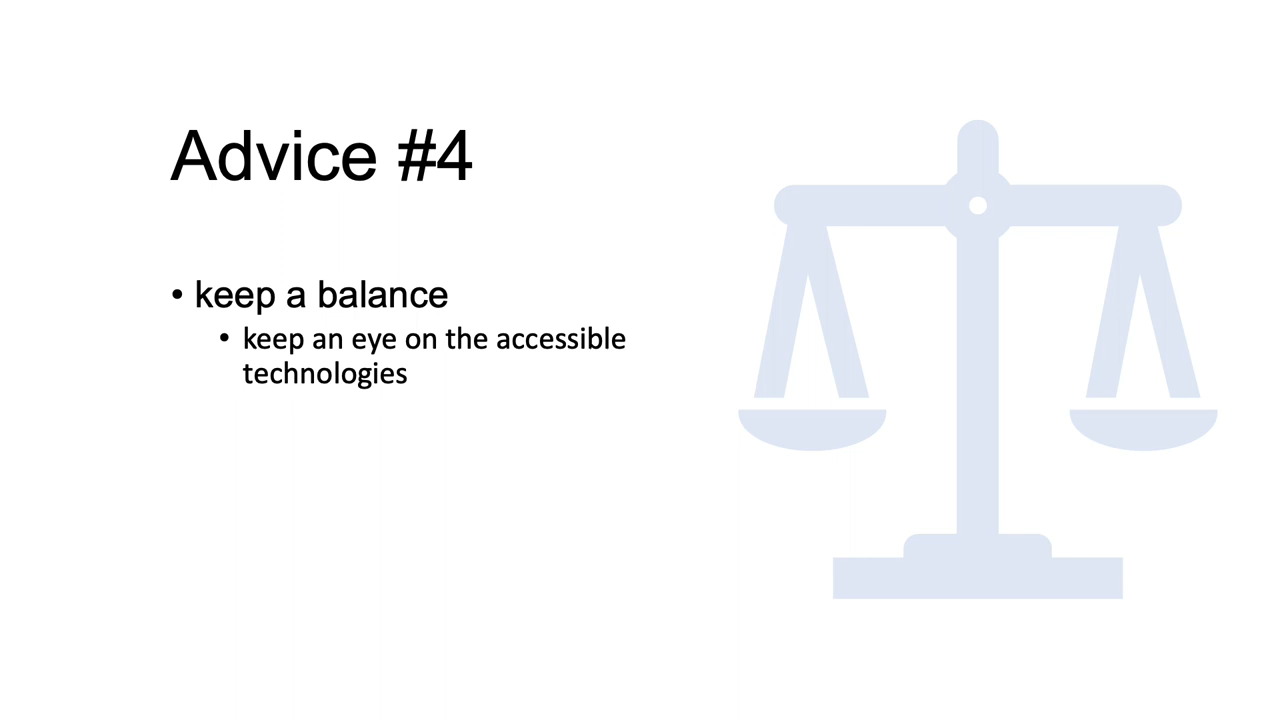 Advice #4
• keep a balance
• keep an eye on the accessible
technologies